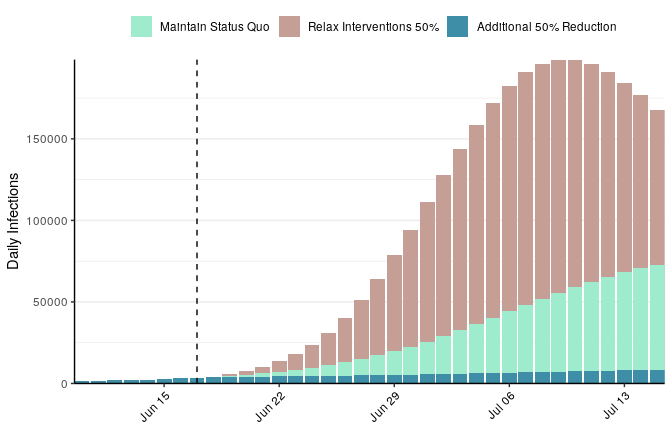 Maintain Status Quo Relax Interventions 50% Additional 50% Reduction
Daily Infections
150000
100000
50000
0
Jun 15 Jun 22 Jun 29 Jul 06 Jul 13